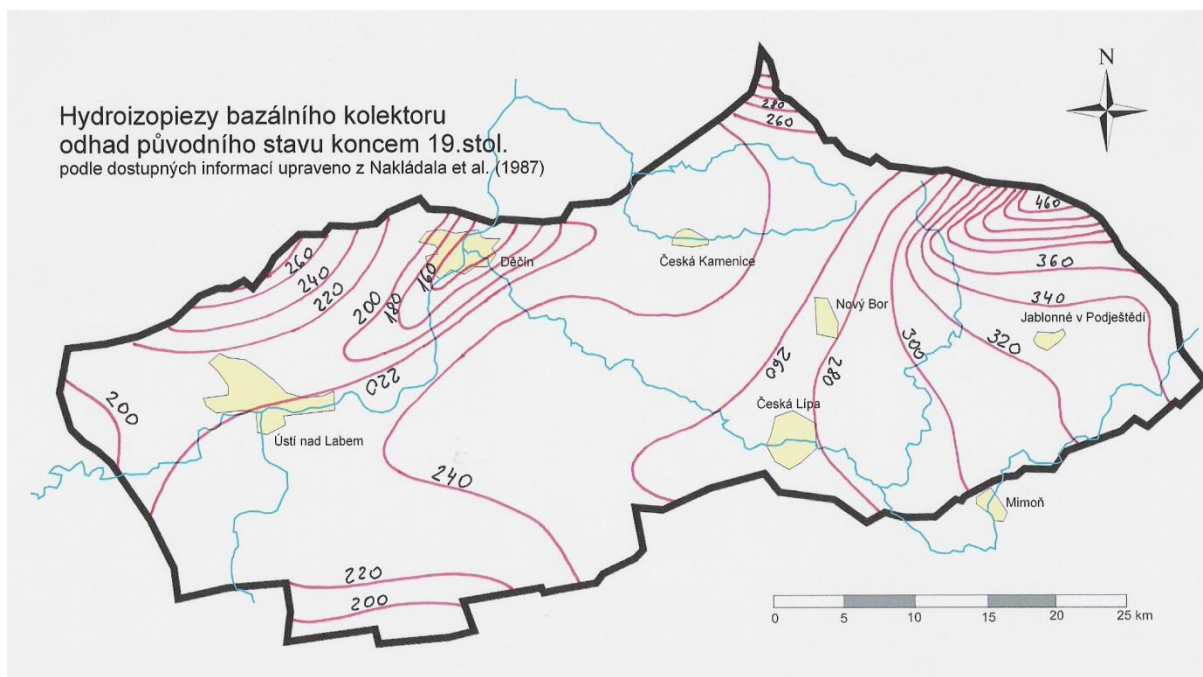 Hydroizopiezy bazálního kolektoru
odhad původního stavu koncem 19.stol.
podle dostupných informací upraveno z Nakládala et al. (1987)
N
280
260
460
260
240
220
200
180
160
Děčín
Česká Kamenice
360
340
Nový Bor
Jablonné v Podještědí
320
300
280
260
220
200
Česká Lípa
Ústí nad Labem
240
Mimoň
220
200
0 5 10 15 20 25 km